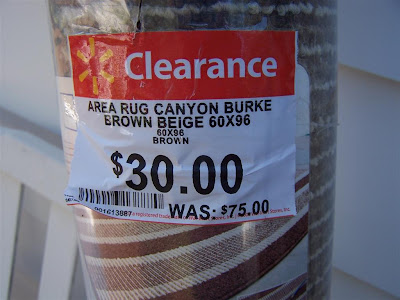 Clearance
AREA RUG CANYON BURKE
BROWN BEIGE 60X96
60X96
BROWN
$30.00
WAS: $75.00